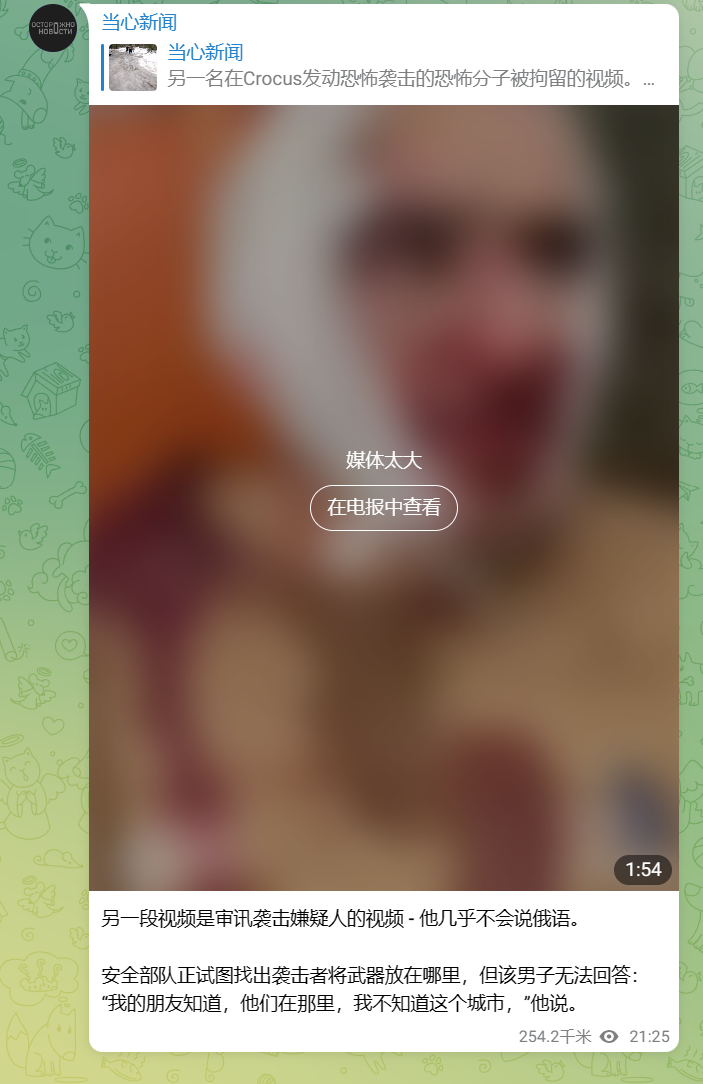 当心新闻
ОСТОРОЖНО
НОВОСТИ
当心新闻
另一名在Crocus发动恐怖袭击的恐怖分子被拘留的视频。...
媒体太大
在电报中查看
1:54
另一段视频是审讯袭击嫌疑人的视频 - 他几乎不会说俄语。
安全部队正试图找出袭击者将武器放在哪里，但该男子无法回答：
“我的朋友知道，他们在那里，我不知道这个城市，”他说。
254.2千米 21:25